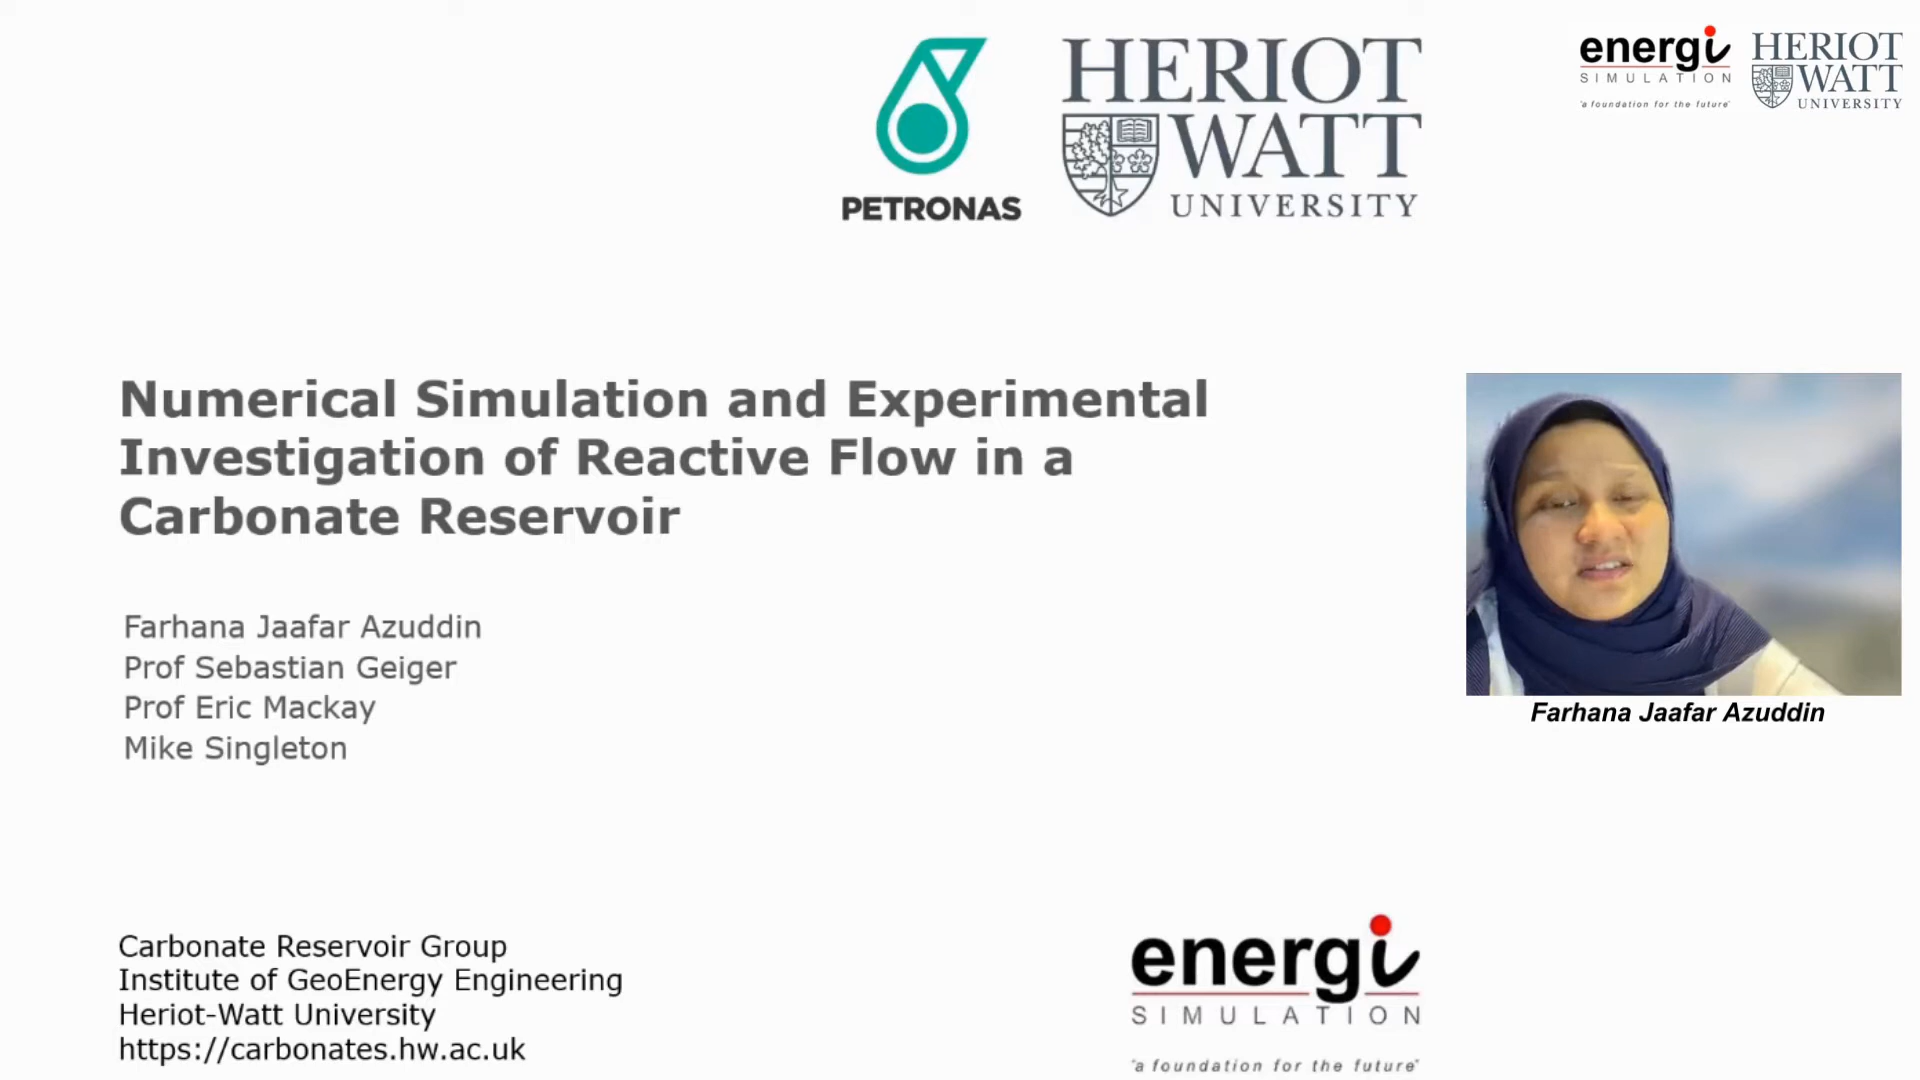 PETRONAS
HERIOT
WATT
UNIVERSITY
energi
SIMULATION
"a foundation for the future"
HERIOT
WATT
UNIVERSITY
Numerical Simulation and Experimental
Investigation of Reactive Flow in a
Carbonate Reservoir
Farhana Jaafar Azuddin
Prof Sebastian Geiger
Prof Eric Mackay
Mike Singleton
Farhana Jaafar Azuddin
Carbonate Reservoir Group
Institute of GeoEnergy Engineering
Heriot-Watt University
https://carbonates.hw.ac.uk
energi
SIMULATION
"a foundation for the future"